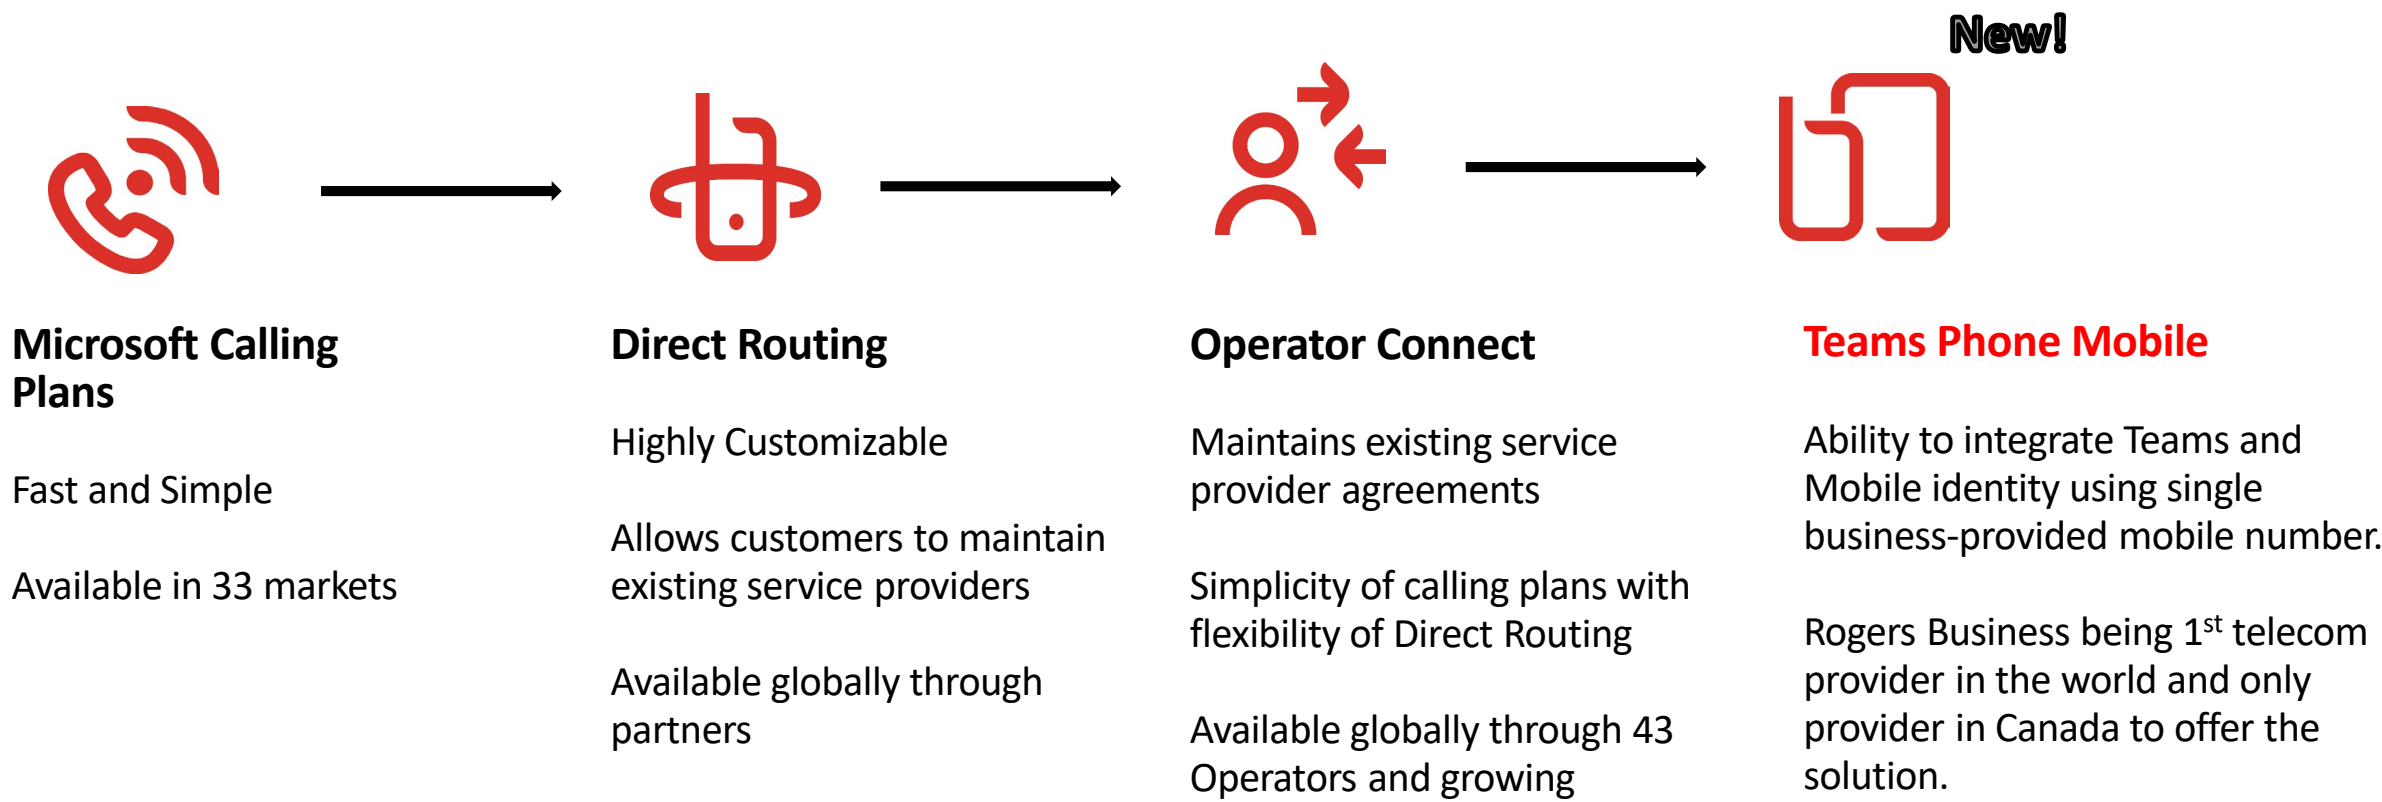 New!
Microsoft Calling
Plans
Fast and Simple
Available in 33 markets
Direct Routing
Highly Customizable
Allows customers to maintain
existing service providers
Available globally through
partners
Operator Connect
Maintains existing service
provider agreements
Simplicity of calling plans with
flexibility of Direct Routing
Available globally through 43
Operators and growing
Teams Phone Mobile
Ability to integrate Teams and
Mobile identity using single
business-provided mobile number.
Rogers Business being 1st telecom
provider in the world and only
provider in Canada to offer the
solution.